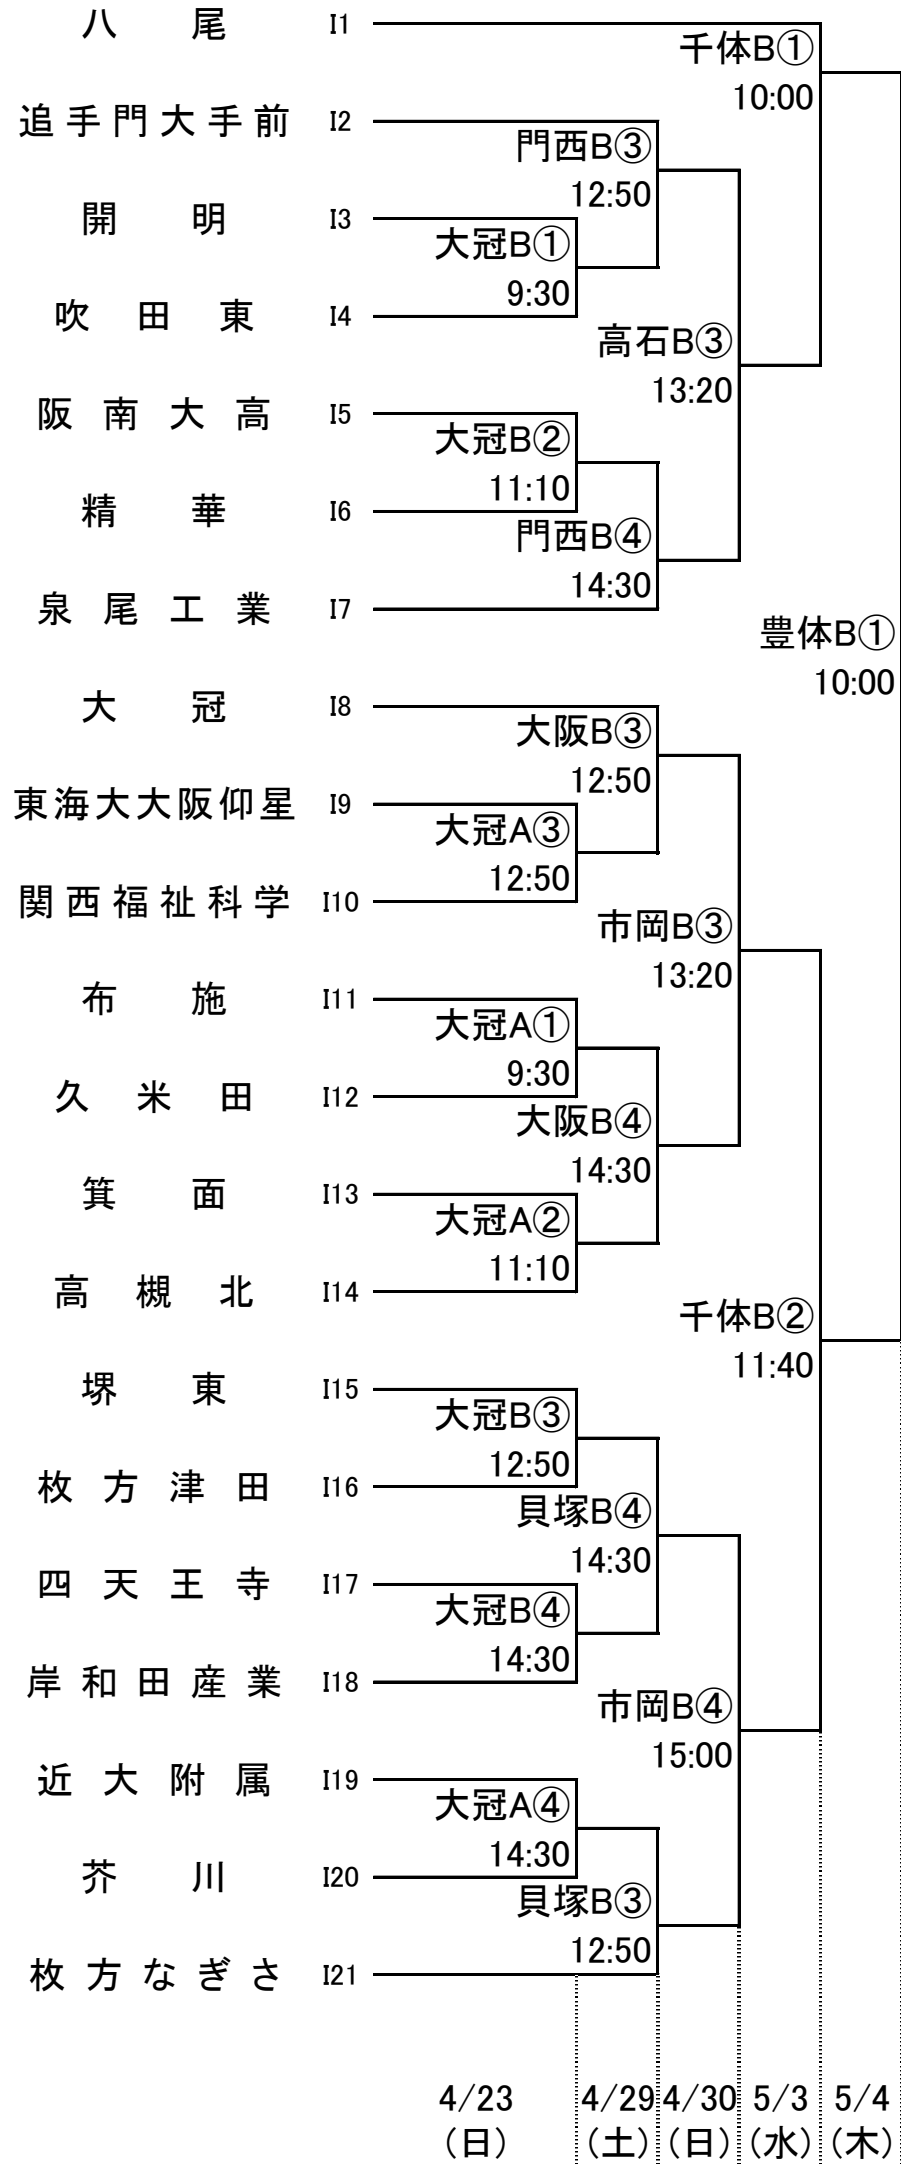 八尾 I1
千体B①
10:00
追手門大手前 I2
門西B③
12:50
開明 I3
大冠B①
9:30
吹田東 I4
高石B③
13:20
阪南大高 I5
大冠B②
11:10
精華 I6
門西B④
14:30
泉尾工業 I7
豊体B①
10:00
大冠 I8
大阪B③
12:50
東海大大阪仰星 I9
大冠A③
12:50
関西福祉科学 I10
市岡B③
13:20
布施 I11
大冠A①
9:30
久米田 I12
大阪B④
14:30
箕面 I13
大冠A②
11:10
高槻北 I14
千体B②
11:40
堺東 I15
大冠B③
12:50
枚方津田 I16
貝塚B④
14:30
四天王寺 I17
大冠B④
14:30
岸和田産業 I18
市岡B④
15:00
近大附属 I19
大冠A④
14:30
芥川 I20
貝塚B③
12:50
枚方なぎさ I21
4/23 4/29 4/30 5/3 5/4
(日) (土) (日) (水) (木)